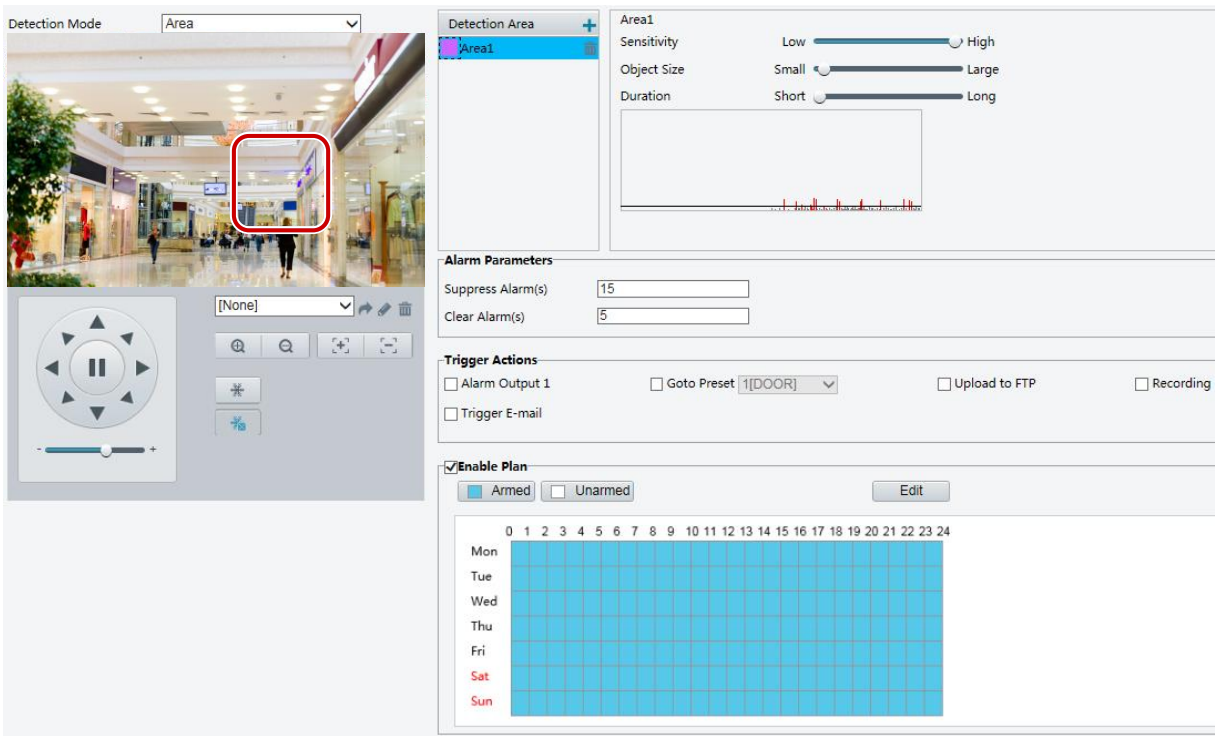 Detection Mode Area
[None]
- +
Detection Area +
Area1
Area1
Sensitivity Low High
Object Size Small Large
Duration Short Long
Alarm Parameters
Suppress Alarm(s) 15
Clear Alarm(s) 5
Trigger Actions
Alarm Output 1 Goto Preset 1[DOOR] Upload to FTP Recording
Trigger E-mail
Enable Plan
Armed Unarmed Edit
0 1 2 3 4 5 6 7 8 9 10 11 12 13 14 15 16 17 18 19 20 21 22 23 24
Mon
Tue
Wed
Thu
Fri
Sat
Sun